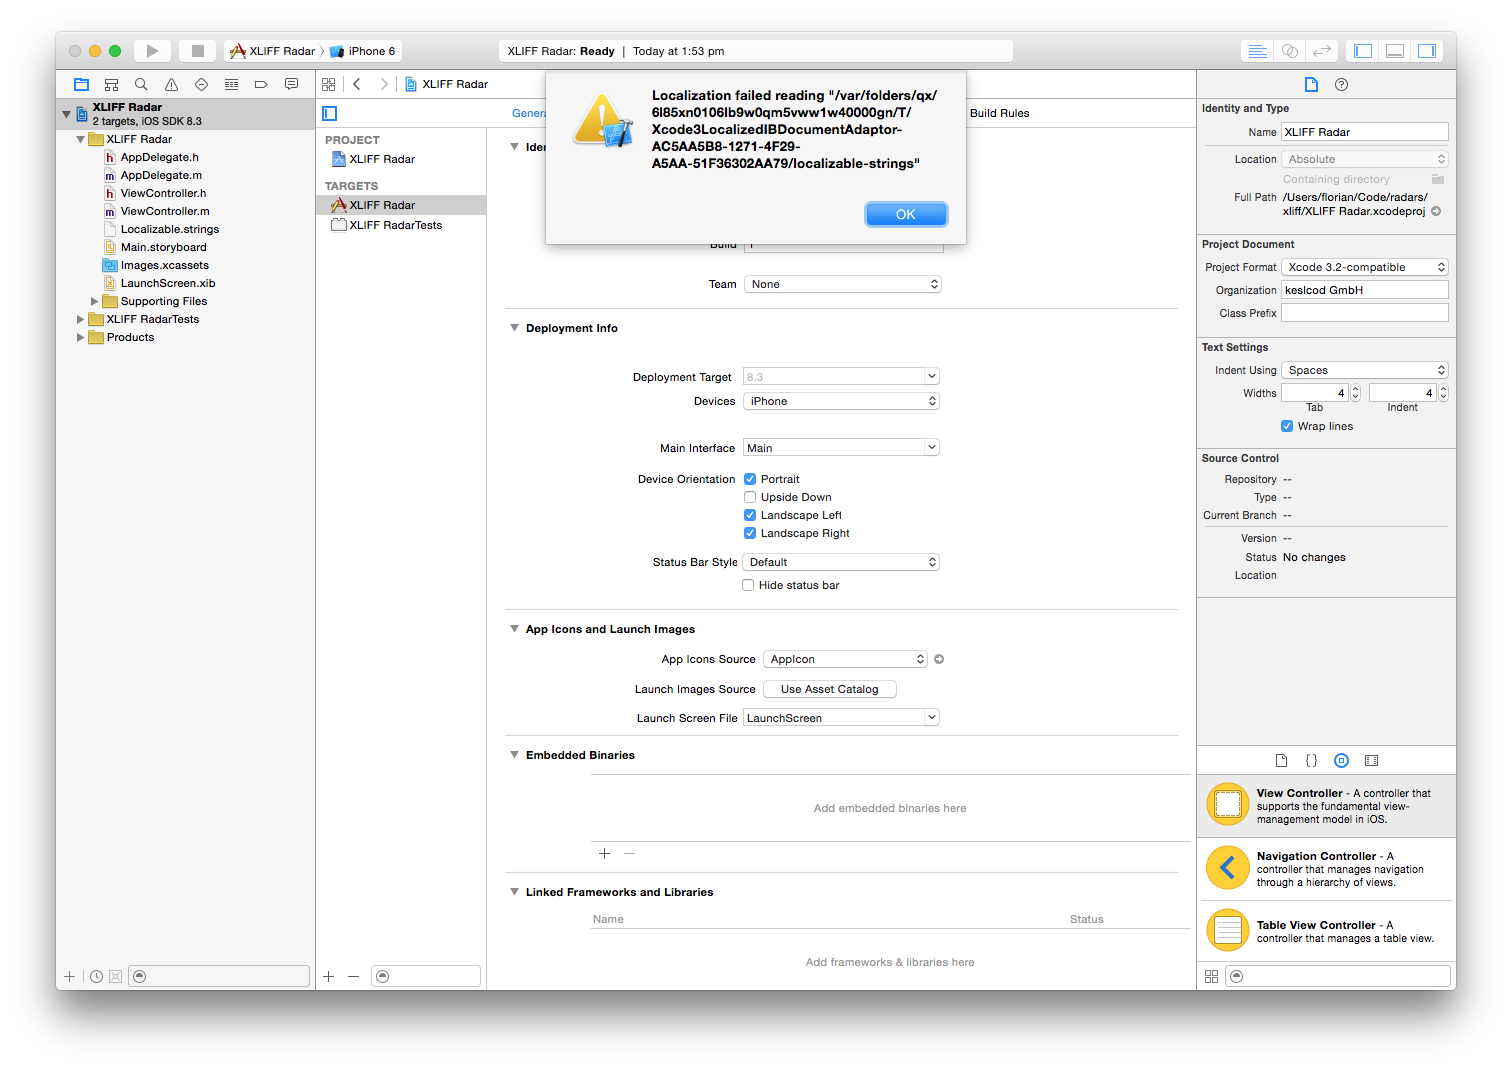 XLIFF Radar
iPhone 6
XLIFF Radar: Ready | Today at 1:53 pm
XLIFF Radar
2 targets, iOS SDK 8.3
XLIFF Radar
AppDelegate.h
AppDelegate.m
ViewController.h
ViewController.m
Localizable.strings
Main.storyboard
Images.xcassets
LaunchScreen.xib
Supporting Files
XLIFF RadarTests
Products
XLIFF Radar
PROJECT
XLIFF Radar
TARGETS
XLIFF Radar
XLIFF RadarTests
Build Rules
Localization failed reading "/var/folders/qx/
6l85xn0106lb9w0qm5vww1w40000gn/T/
Xcode3LocalizedIBDocumentAdaptor-
AC5AA5B8-1271-4F29-
A5AA-51F36302AA79/localizable-strings"
OK
Build
Team None
Deployment Info
Deployment Target 8.3
Devices iPhone
Main Interface Main
Device Orientation Portrait
Upside Down
Landscape Left
Landscape Right
Status Bar Style Default
Hide status bar
App Icons and Launch Images
App Icons Source AppIcon
Launch Images Source Use Asset Catalog
Launch Screen File LaunchScreen
Embedded Binaries
Add embedded binaries here
Linked Frameworks and Libraries
Name Status
Add frameworks & libraries here
Identity and Type
Name XLIFF Radar
Location Absolute
Containing directory
Full Path /Users/florian/Code/radars/
xliff/XLIFF Radar.xcodeproj
Project Document
Project Format Xcode 3.2-compatible
Organization keslcod GmbH
Class Prefix
Text Settings
Indent Using Spaces
Widths 4 4
Tab Indent
Wrap lines
Source Control
Repository --
Type --
Current Branch --
Version --
Status No changes
Location
View Controller - A controller that
supports the fundamental view-
management model in iOS.
Navigation Controller - A
controller that manages navigation
through a hierarchy of views.
Table View Controller - A
controller that manages a table view.